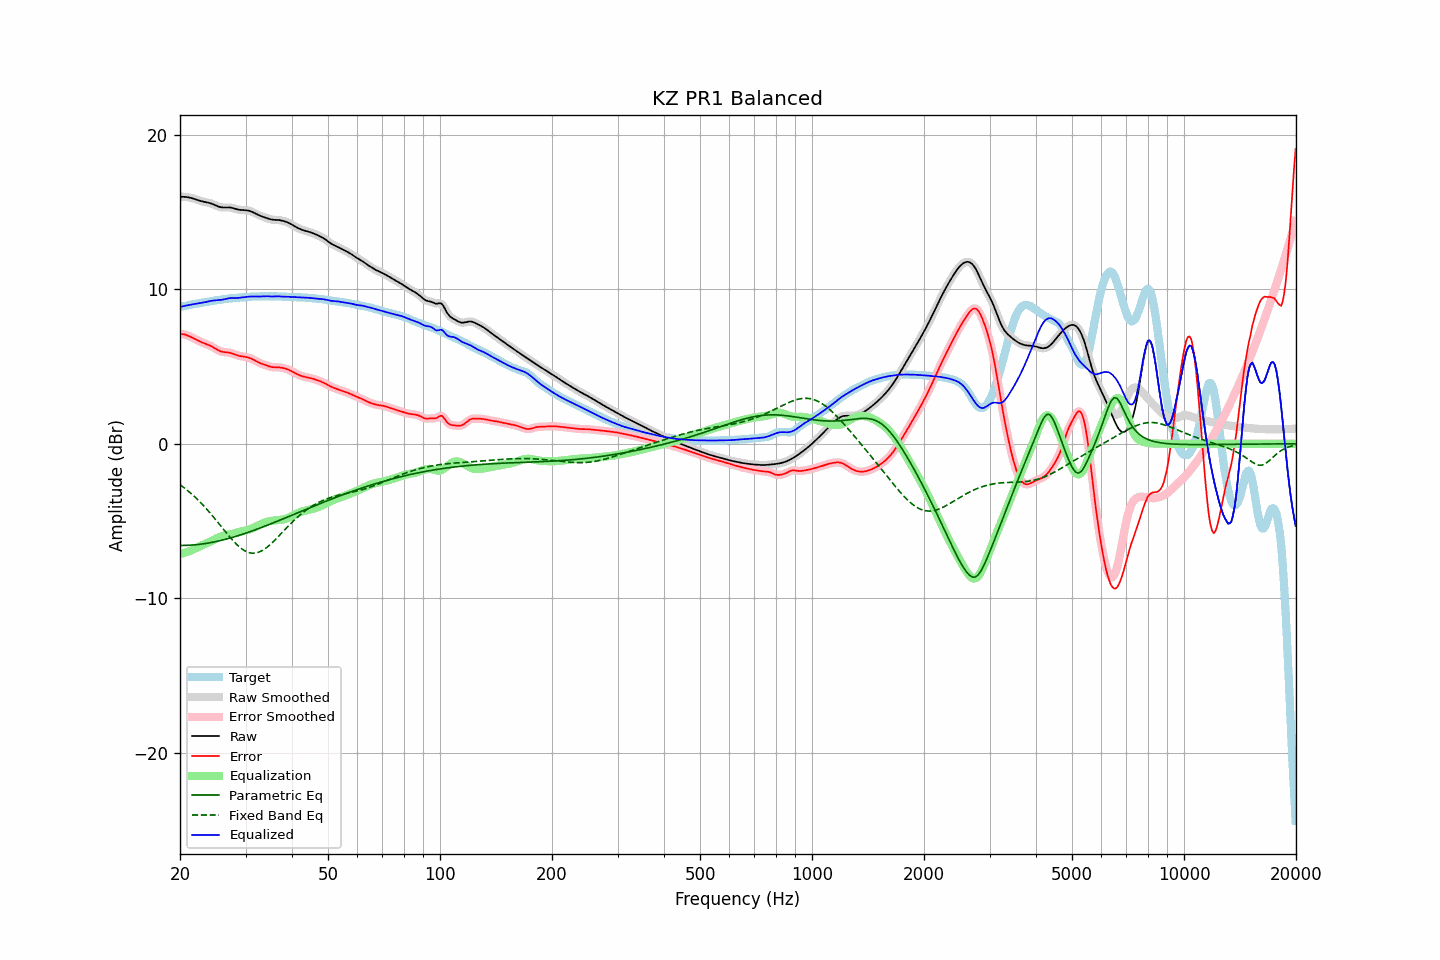 KZ PR1 Balanced
Amplitude (dBr)
20
10
0
−10
−20
Target
Raw Smoothed
Error Smoothed
Raw
Error
Equalization
Parametric Eq
Fixed Band Eq
Equalized
20 50 100 200 500 1000 2000 5000 10000 20000
Frequency (Hz)